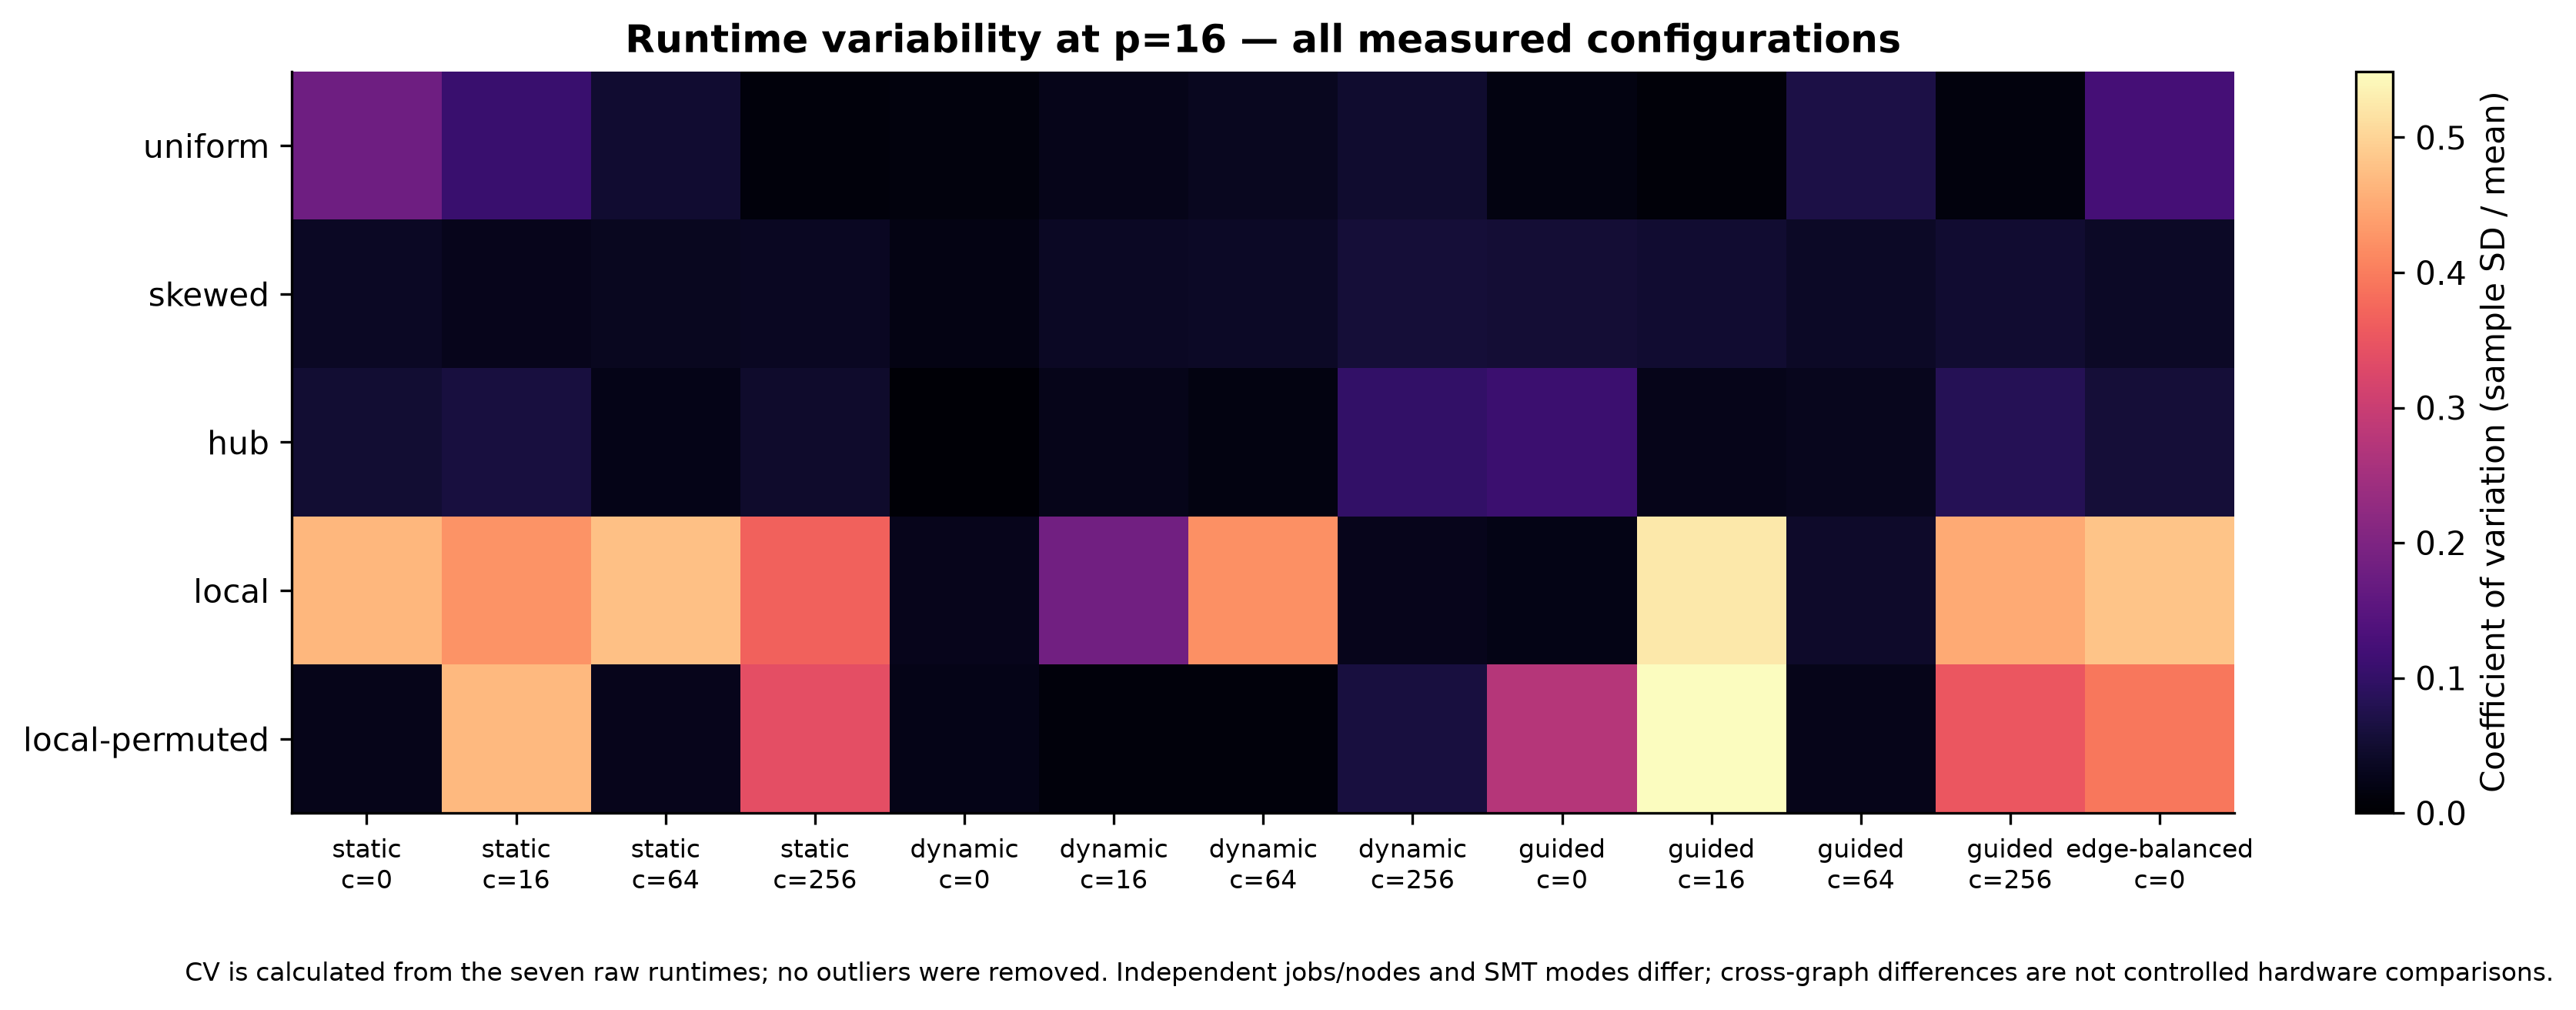 Runtime variability at p=16 — all measured configurations
uniform
skewed
hub
local
local-permuted
static
c=0
static
c=16
static
c=64
static
c=256
dynamic
c=0
dynamic
c=16
dynamic
c=64
dynamic
c=256
guided
c=0
guided
c=16
guided
c=64
guided
c=256
edge-balanced
c=0
0.5
0.4
0.3
0.2
0.1
0.0
Coefficient of variation (sample SD / mean)
CV is calculated from the seven raw runtimes; no outliers were removed. Independent jobs/nodes and SMT modes differ; cross-graph differences are not controlled hardware comparisons.